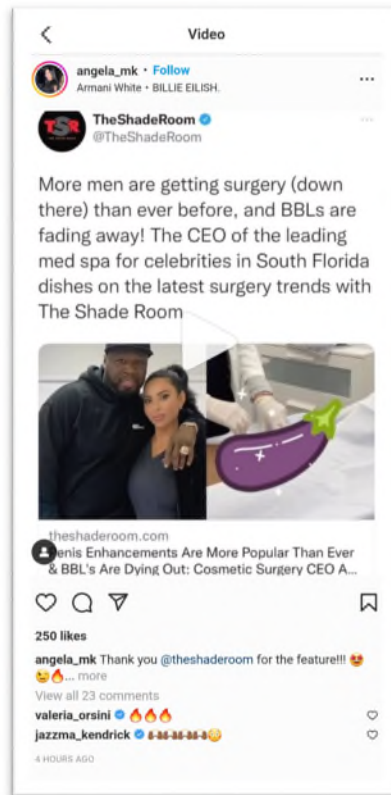 Video
angela_mk • Follow
Armani White • BILLIE EILISH.
TSR
TheShadeRoom
@TheShadeRoom
More men are getting surgery (down
there) than ever before, and BBLs are
fading away! The CEO of the leading
med spa for celebrities in South Florida
dishes on the latest surgery trends with
The Shade Room
theshaderoom.com
enis Enhancements Are More Popular Than Ever
& BBL's Are Dying Out: Cosmetic Surgery CEO A...
250 likes
angela_mk Thank you @theshaderoom for the feature!!! 😍
😉🔥... more
View all 23 comments
valeria_orsini 🔥🔥🔥
jazzma_kendrick
4 HOURS AGO